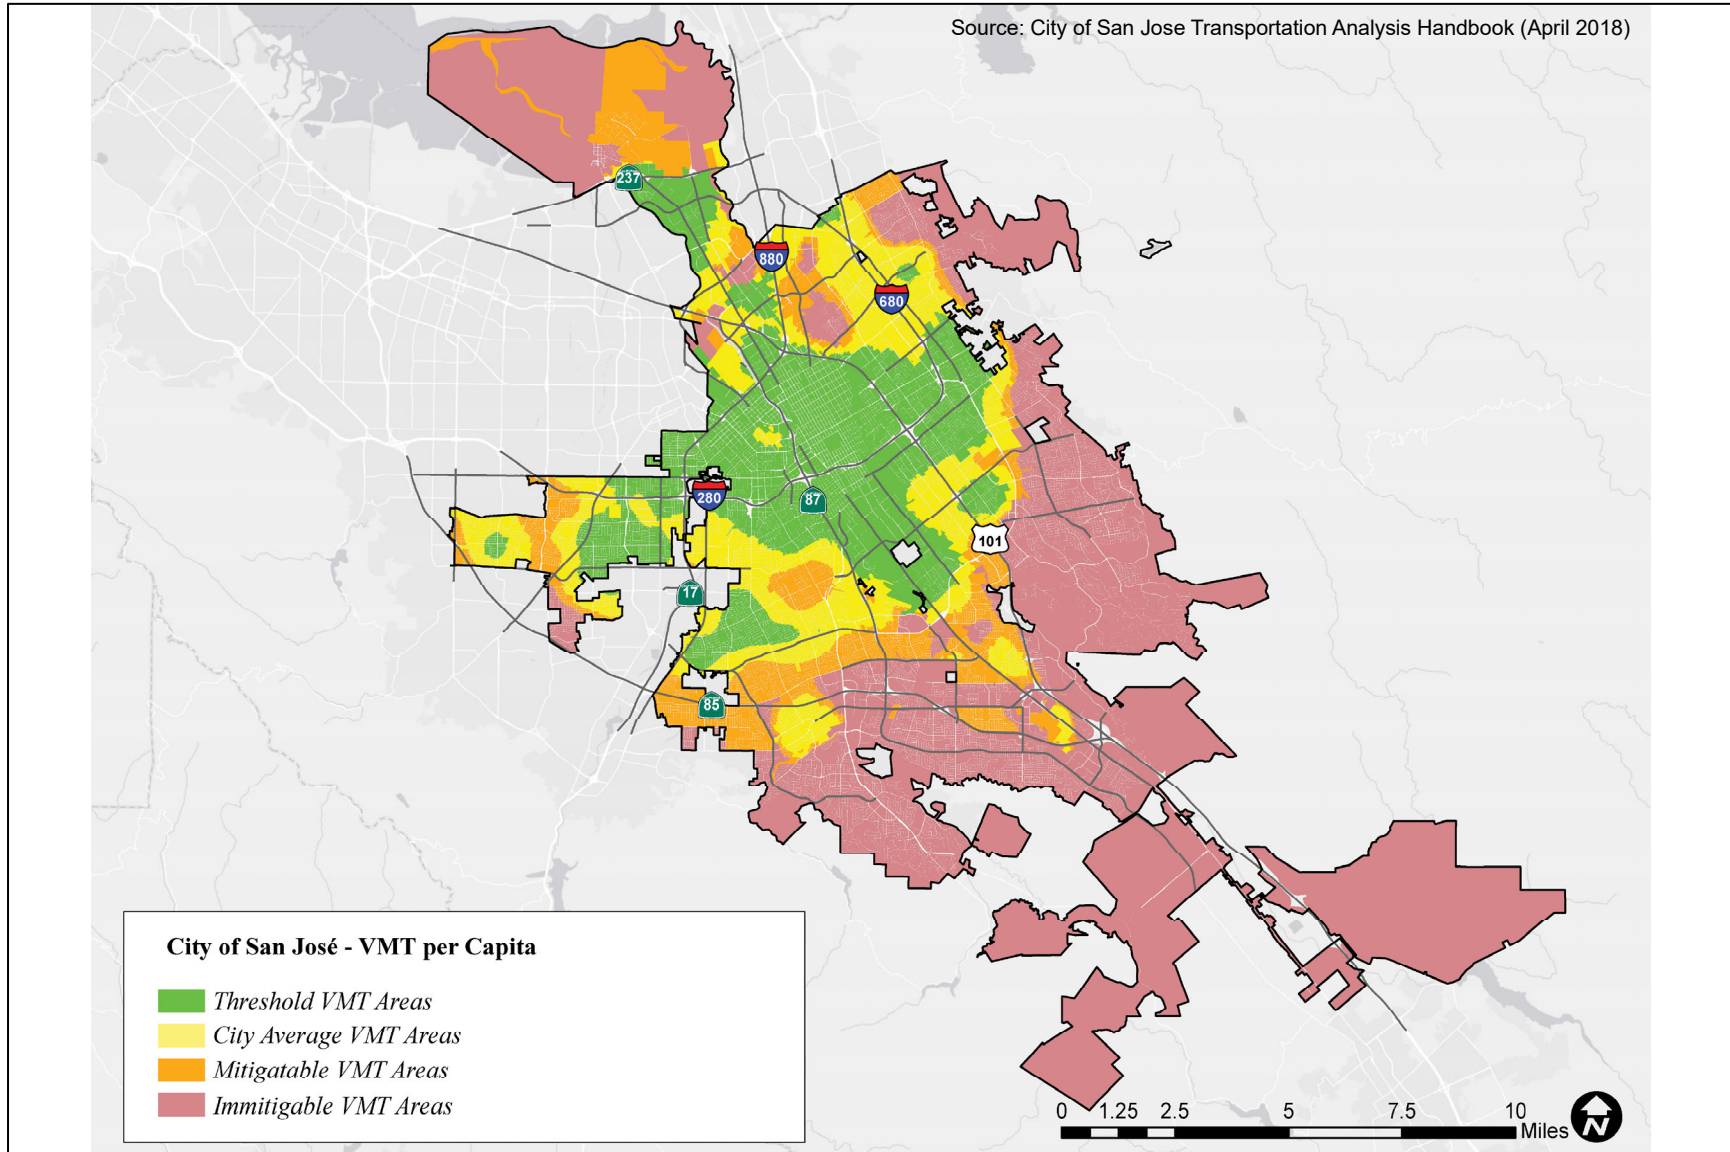 Source: City of San Jose Transportation Analysis Handbook (April 2018)
237
880
680
280
87
101
17
85
City of San José - VMT per Capita
Threshold VMT Areas
City Average VMT Areas
Mitigatable VMT Areas
Immitigable VMT Areas
0 1.25 2.5 5 7.5 10
Miles
N